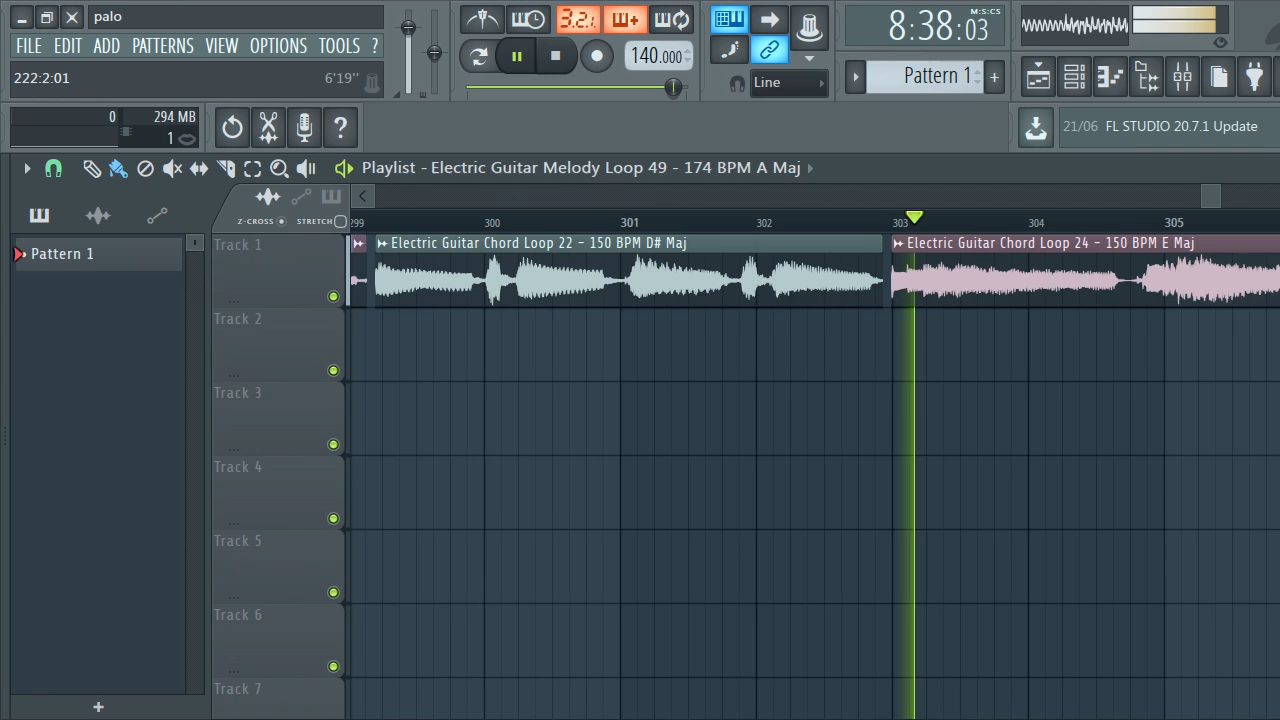 palo
FILE EDIT ADD PATTERNS VIEW OPTIONS TOOLS ?
222:2:01 6'19"
3.2.1
140.000
Line
8:38:03 M:S:CS
Pattern 1 +
0 294 MB
1
?
21/06 FL STUDIO 20.7.1 Update
Playlist - Electric Guitar Melody Loop 49 - 174 BPM A Maj
Z-CROSS STRETCH
299 300 301 302 303 304 305
Pattern 1
Track 1
Electric Guitar Chord Loop 22 - 150 BPM D# Maj
Electric Guitar Chord Loop 24 - 150 BPM E Maj
...
Track 2
...
Track 3
...
Track 4
...
Track 5
...
Track 6
...
Track 7
+